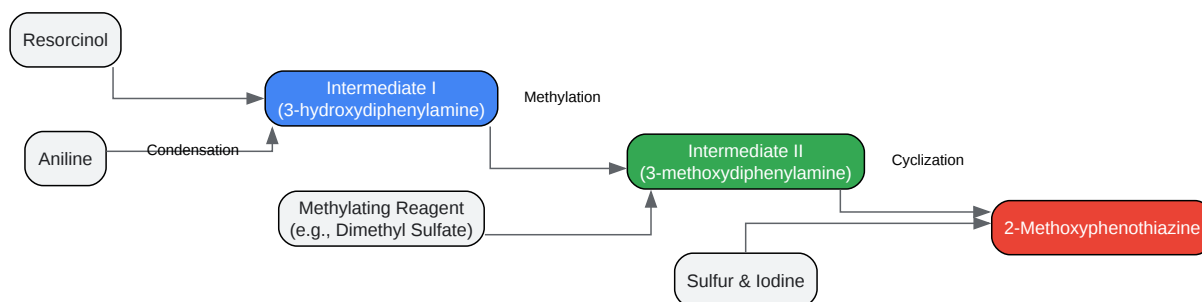 Resorcinol
Intermediate I
(3-hydroxydiphenylamine)
Methylation
Aniline
Condensation
Intermediate II
(3-methoxydiphenylamine)
Cyclization
Methylating Reagent
(e.g., Dimethyl Sulfate)
2-Methoxyphenothiazine
Sulfur & Iodine